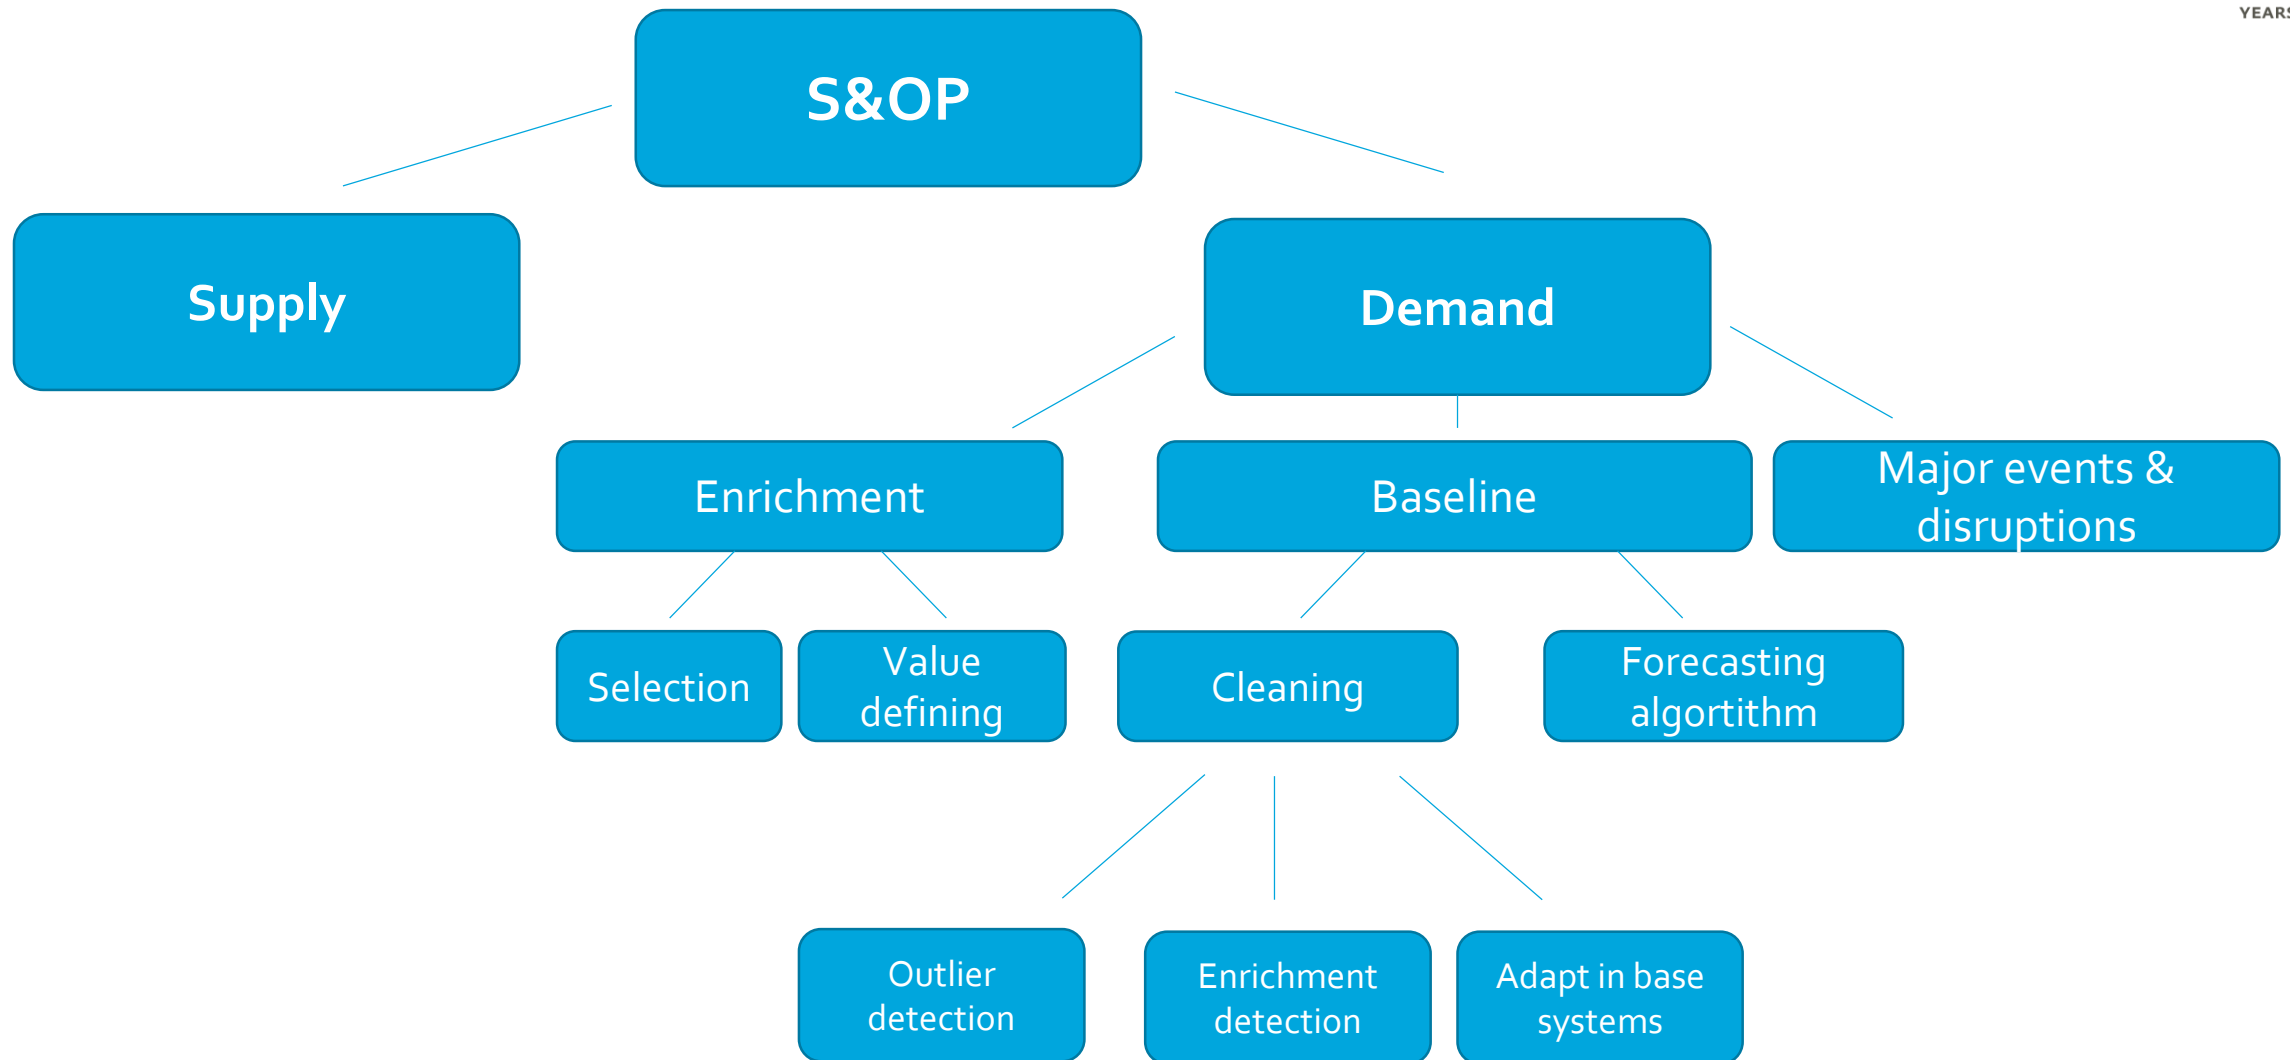 YEARS
S&OP
Supply
Demand
Enrichment
Baseline
Major events &
disruptions
Selection
Value
defining
Cleaning
Forecasting
algortithm
Outlier
detection
Enrichment
detection
Adapt in base
systems